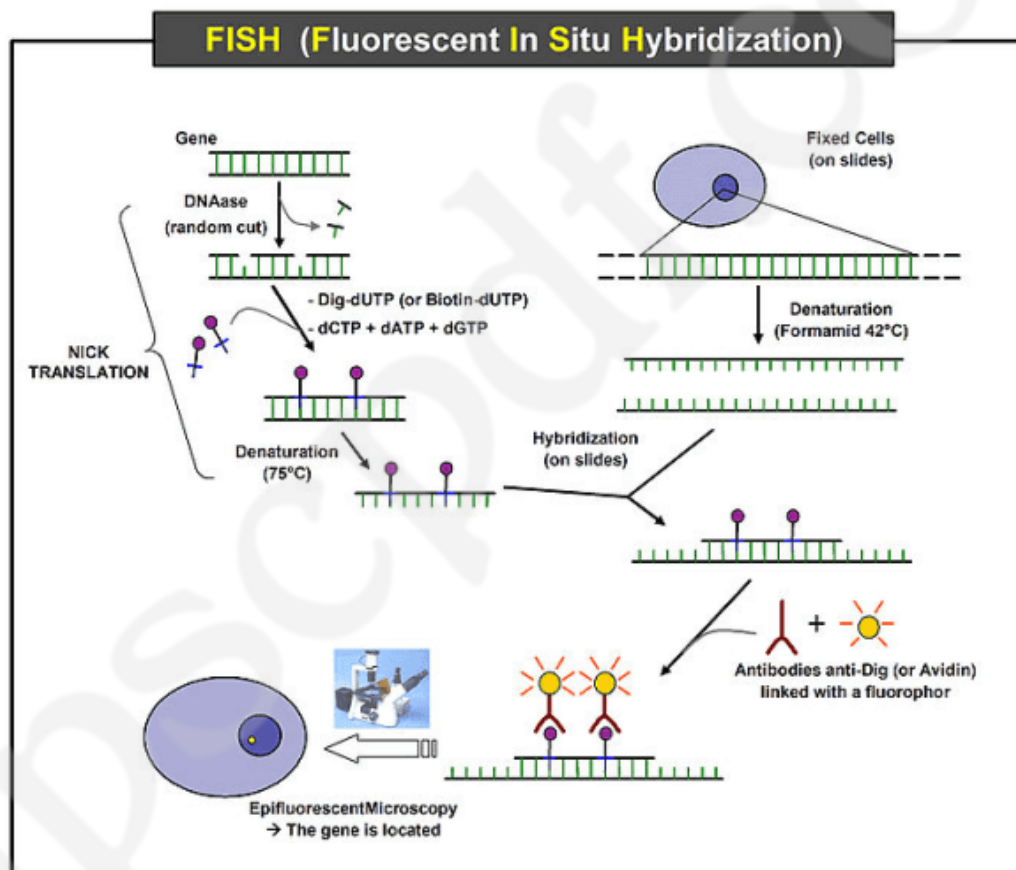 FISH (Fluorescent In Situ Hybridization)
Gene
DNAase
(random cut)
- Dig-dUTP (or Biotin-dUTP)
- dCTP + dATP + dGTP
NICK
TRANSLATION
Denaturation
(75°C)
Fixed Cells
(on slides)
Denaturation
(Formamid 42°C)
Hybridization
(on slides)
+
Antibodies anti-Dig (or Avidin)
linked with a fluorophor
EpifluorescentMicroscopy
→ The gene is located
pscpdf.co